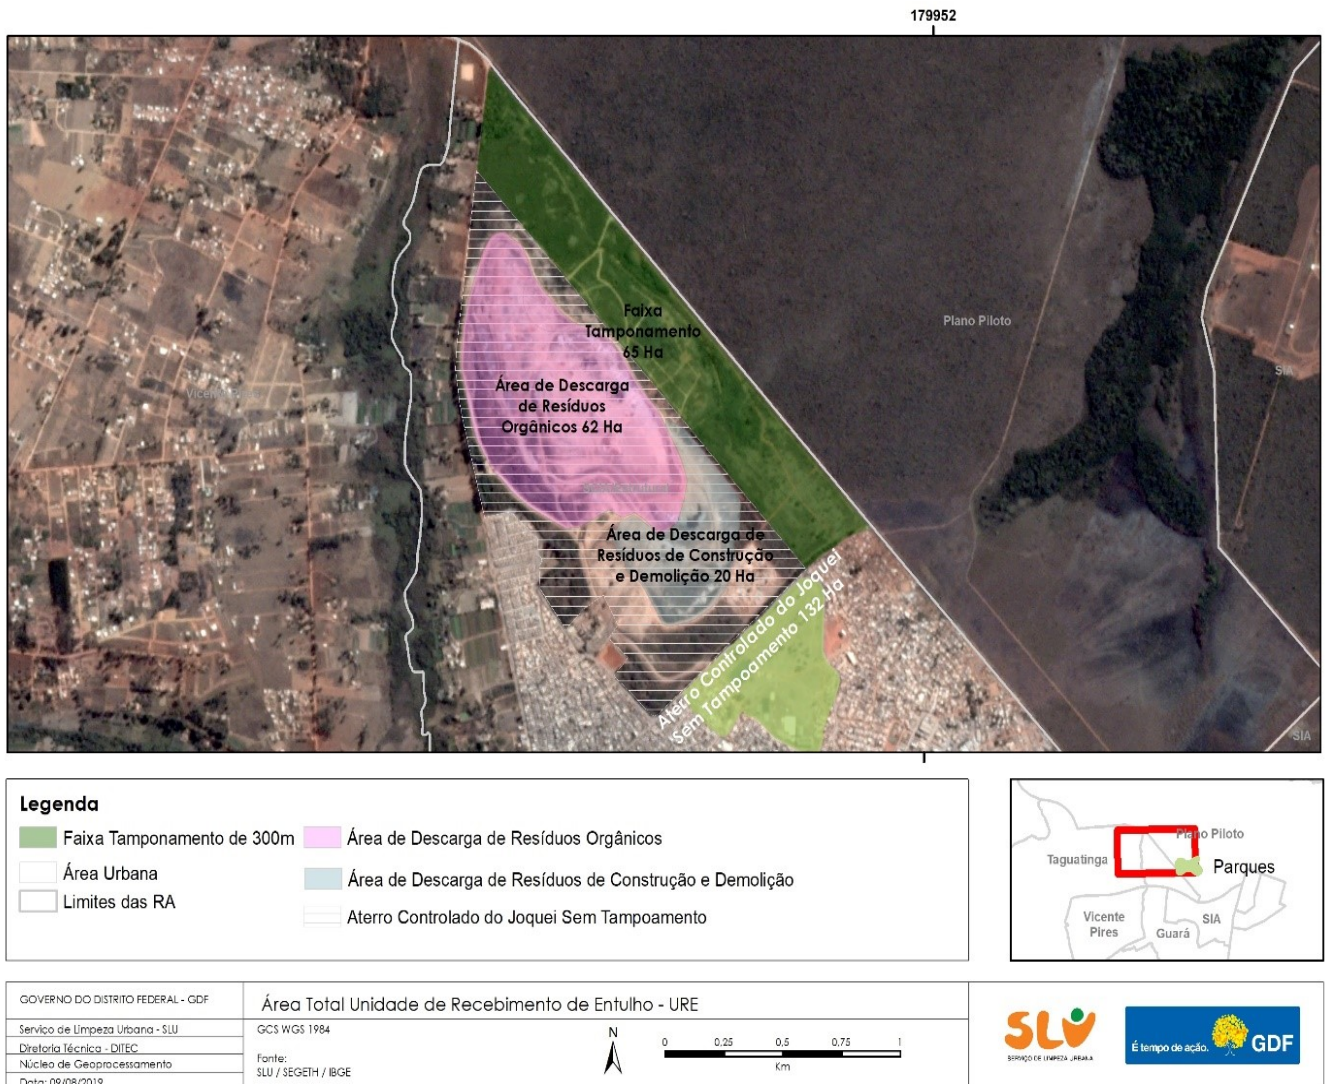 179952
Plano Piloto
SIA
Faixa
Tamponamento
65 Ha
Área de Descarga
de Resíduos
Orgânicos 62 Ha
Área de Descarga de
Resíduos de Construção
e Demolição 20 Ha
Aterro Controlado do Joquei
Sem Tampoamento 132 Ha
SIA
Legenda
Faixa Tamponamento de 300m
Área de Descarga de Resíduos Orgânicos
Área Urbana
Área de Descarga de Resíduos de Construção e Demolição
Limites das RA
Aterro Controlado do Joquei Sem Tampoamento
Plano Piloto
Taguatinga
Parques
Vicente
Pires
SIA
Guará
GOVERNO DO DISTRITO FEDERAL - GDF
Serviço de Limpeza Urbana - SLU
Diretoria Técnica - DITEC
Núcleo de Geoprocessamento
Data: 09/08/2019
Área Total Unidade de Recebimento de Entulho - URE
GCS WGS 1984
Fonte:
SLU / SEGETH / IBGE
N
0 0,25 0,5 0,75 1
Km
SLU
SERVIÇO DE LIMPEZA URBANA
É tempo de ação.
GDF